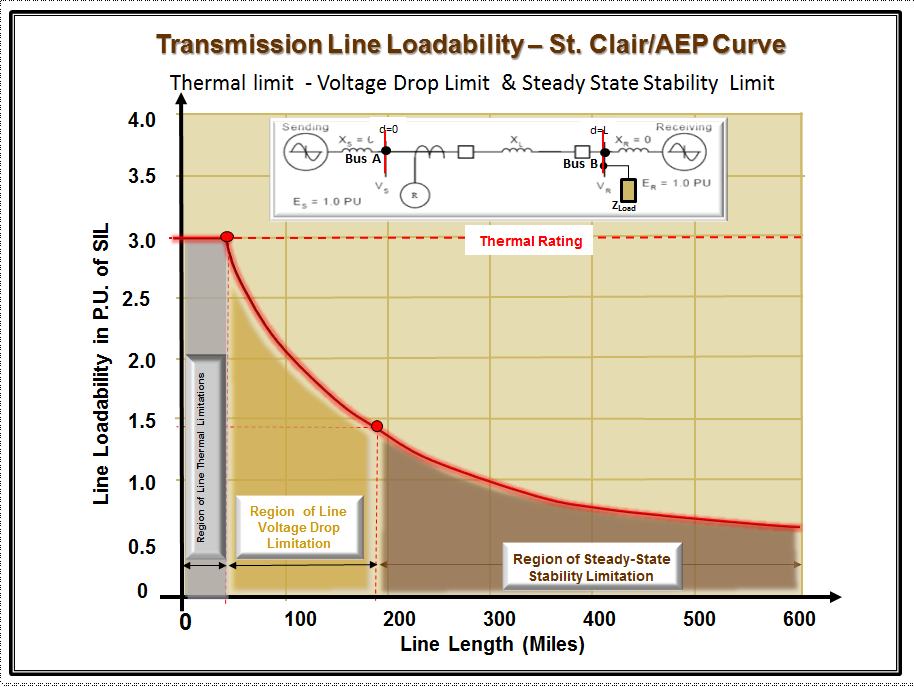 Transmission Line Loadability – St. Clair/AEP Curve
Thermal limit - Voltage Drop Limit & Steady State Stability Limit
4.0
3.5
3.0
2.5
2.0
1.5
1.0
0.5
0
Line Loadability in P.U. of SIL
Sending
Receiving
d=0
d=L
X_S = 0
X_L
X_R = 0
Bus A
Bus B
V_S
R
V_R
E_S = 1.0 PU
E_R = 1.0 PU
Z_Load
Thermal Rating
Region of Line Thermal Limitations
Region of Line
Voltage Drop
Limitation
Region of Steady-State
Stability Limitation
0
100
200
300
400
500
600
Line Length (Miles)